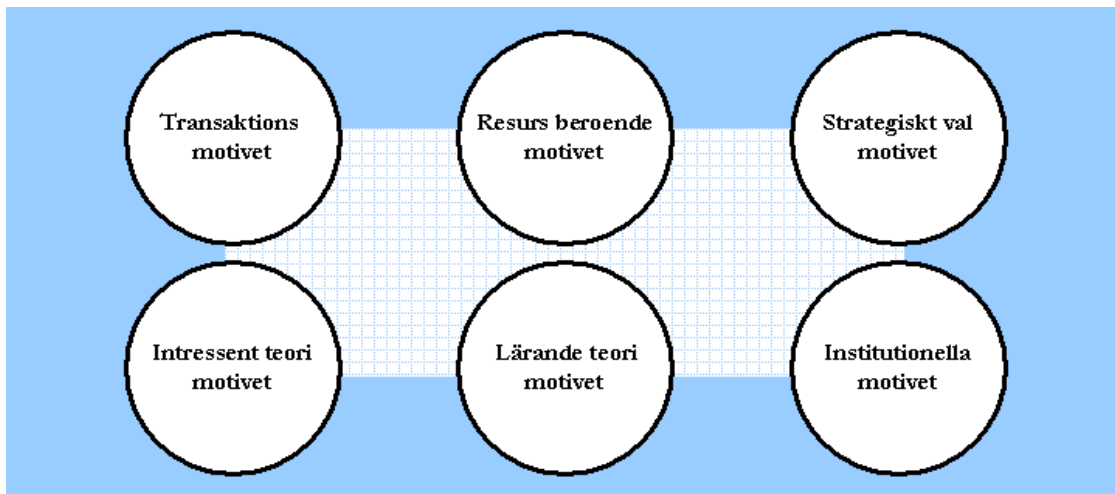 Transaktions
motivet
Resurs beroende
motivet
Strategiskt val
motivet
Intressent teori
motivet
Lärande teori
motivet
Institutionella
motivet